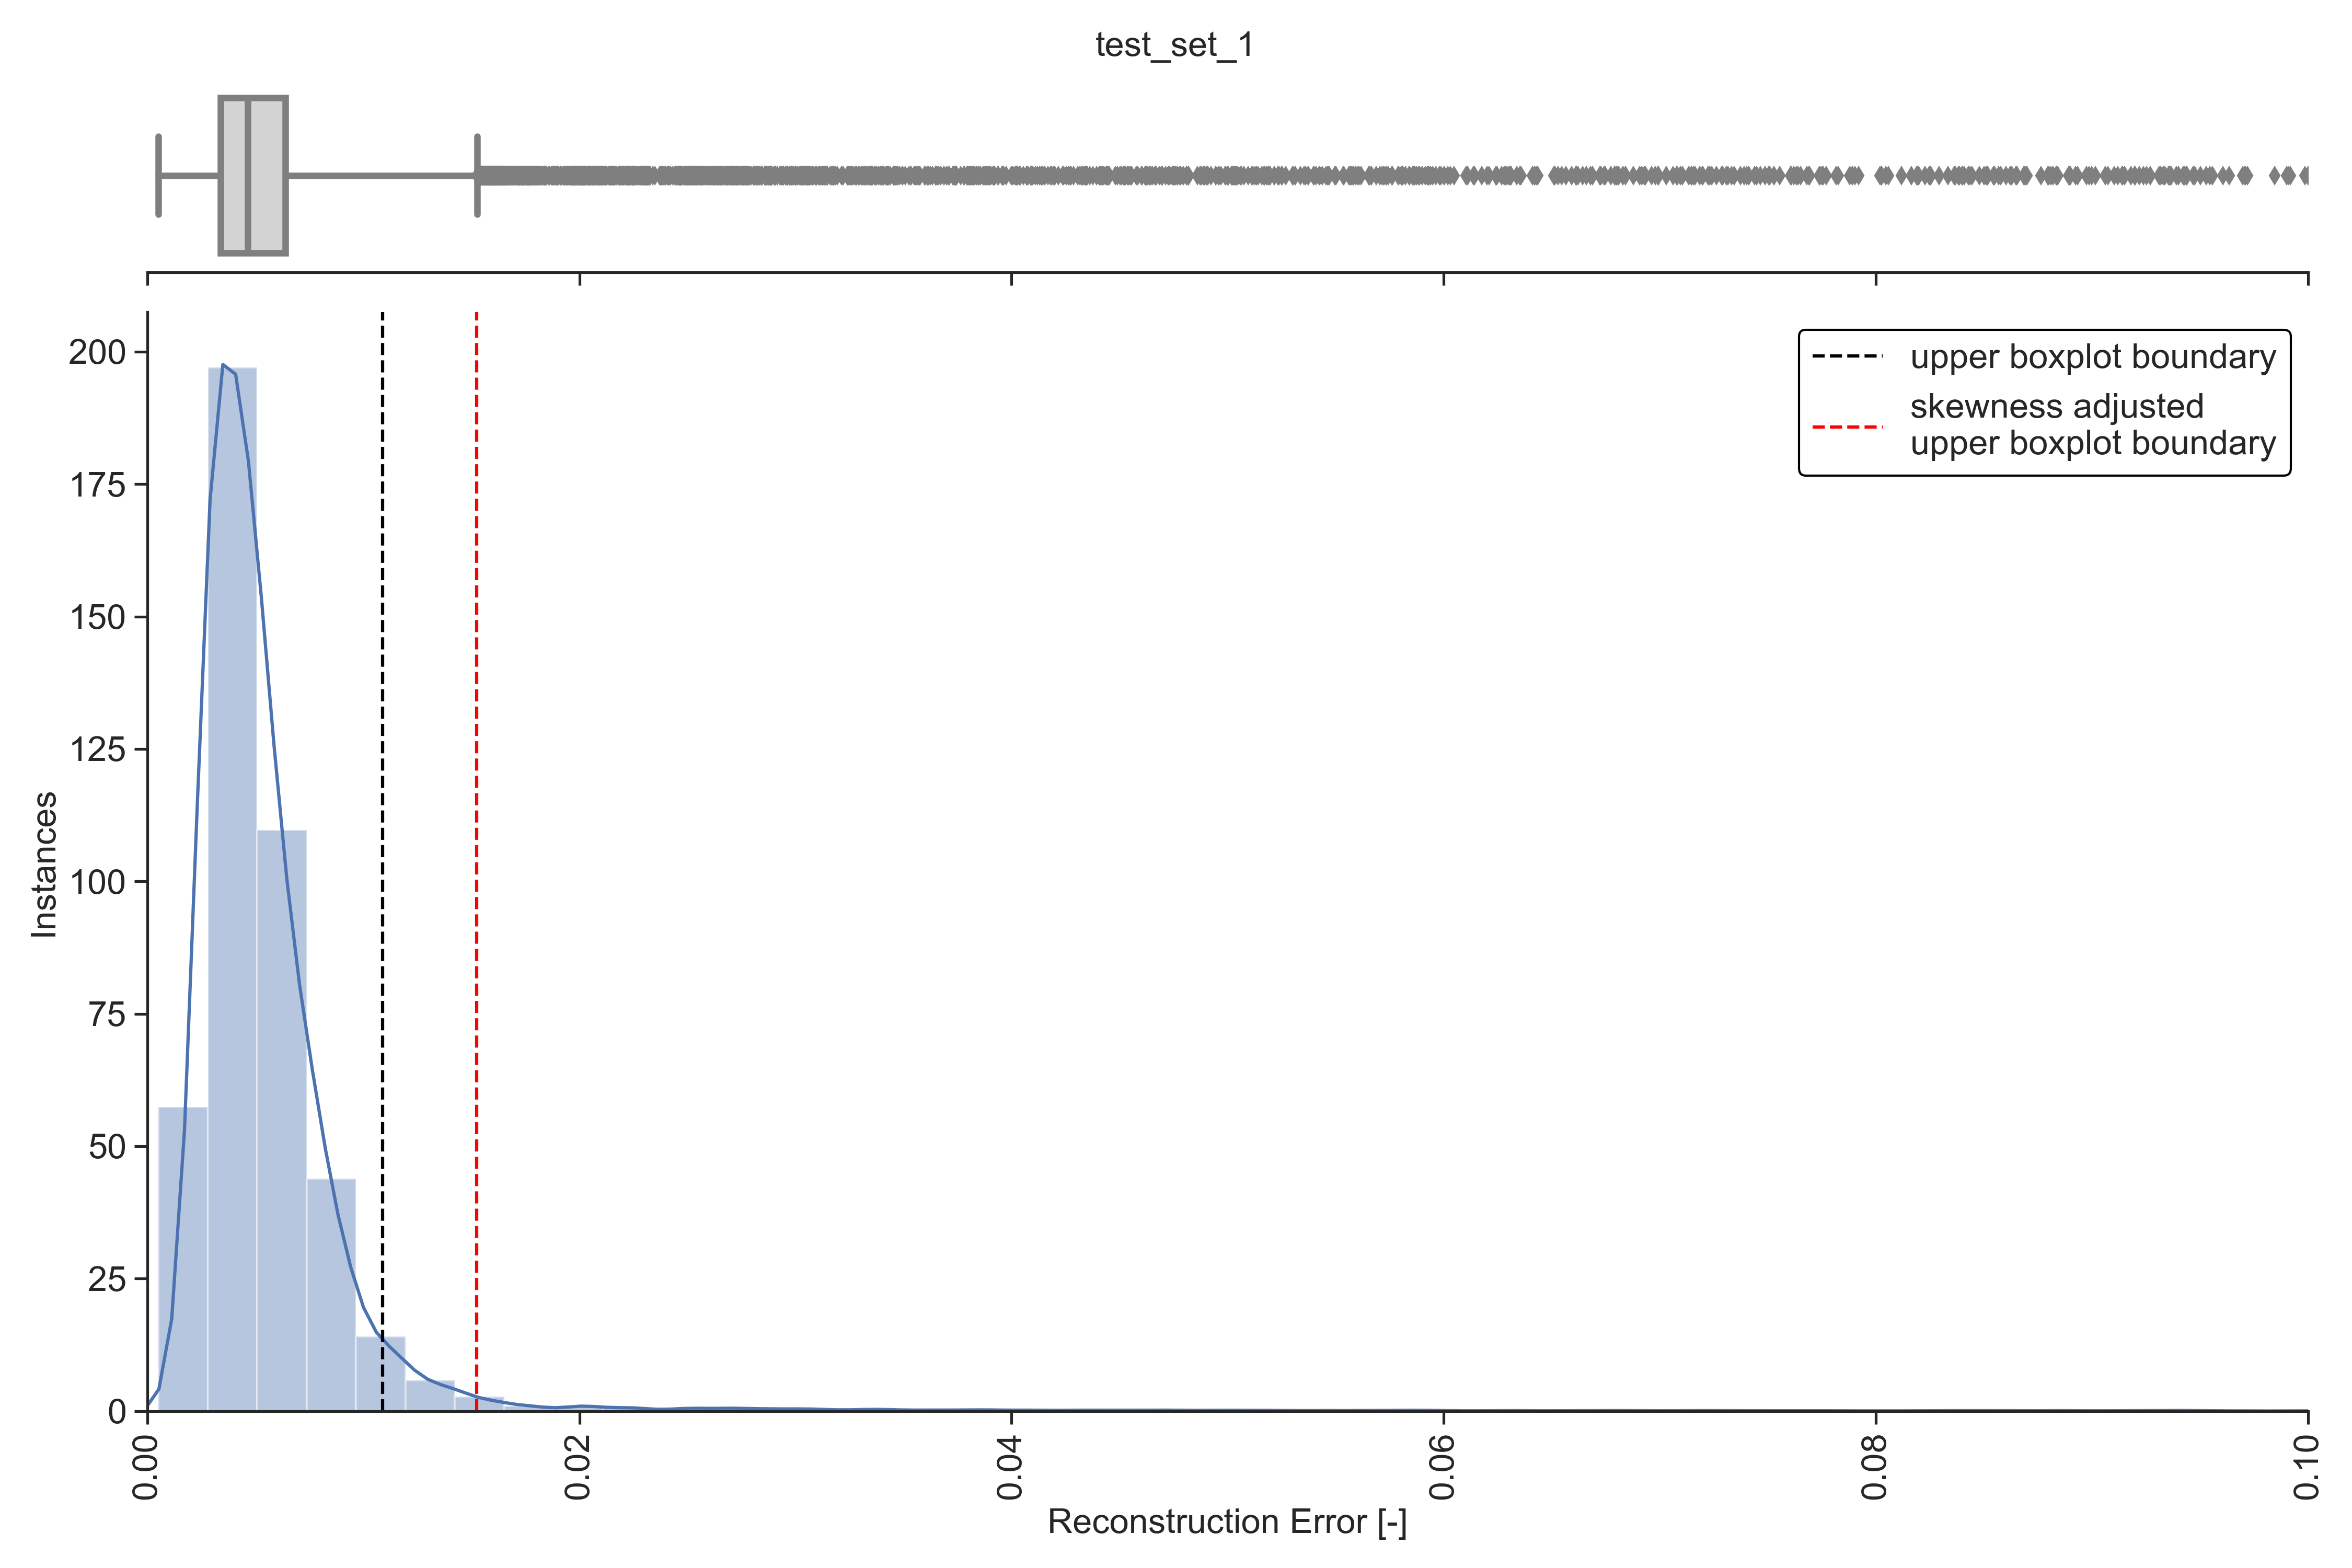 test_set_1
200
175
150
125
100
75
50
25
0
Instances
upper boxplot boundary
skewness adjusted
upper boxplot boundary
0.00
0.02
0.04
0.06
0.08
0.10
Reconstruction Error [-]